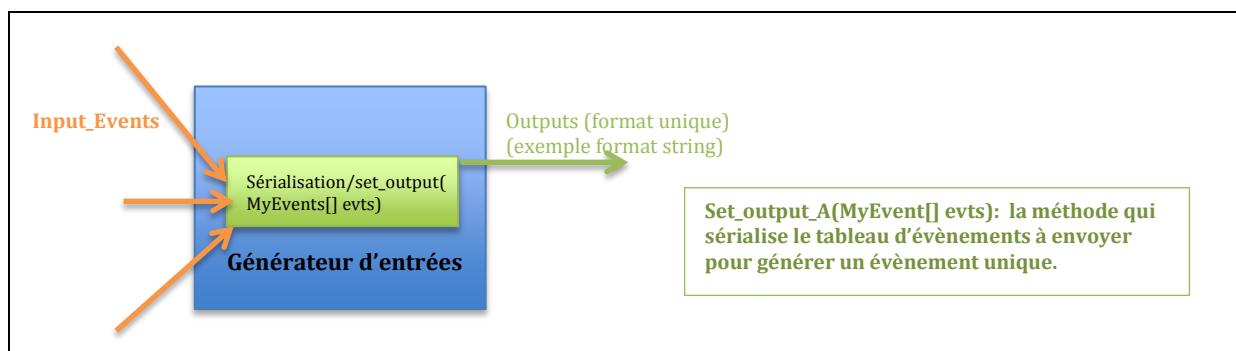 Input_Events
Sérialisation/set_output(
MyEvents[] evts)
Générateur d'entrées
Outputs (format unique)
(exemple format string)
Set_output_A(MyEvent[] evts):  la méthode qui
sérialise le tableau d'évènements à envoyer
pour générer un évènement unique.